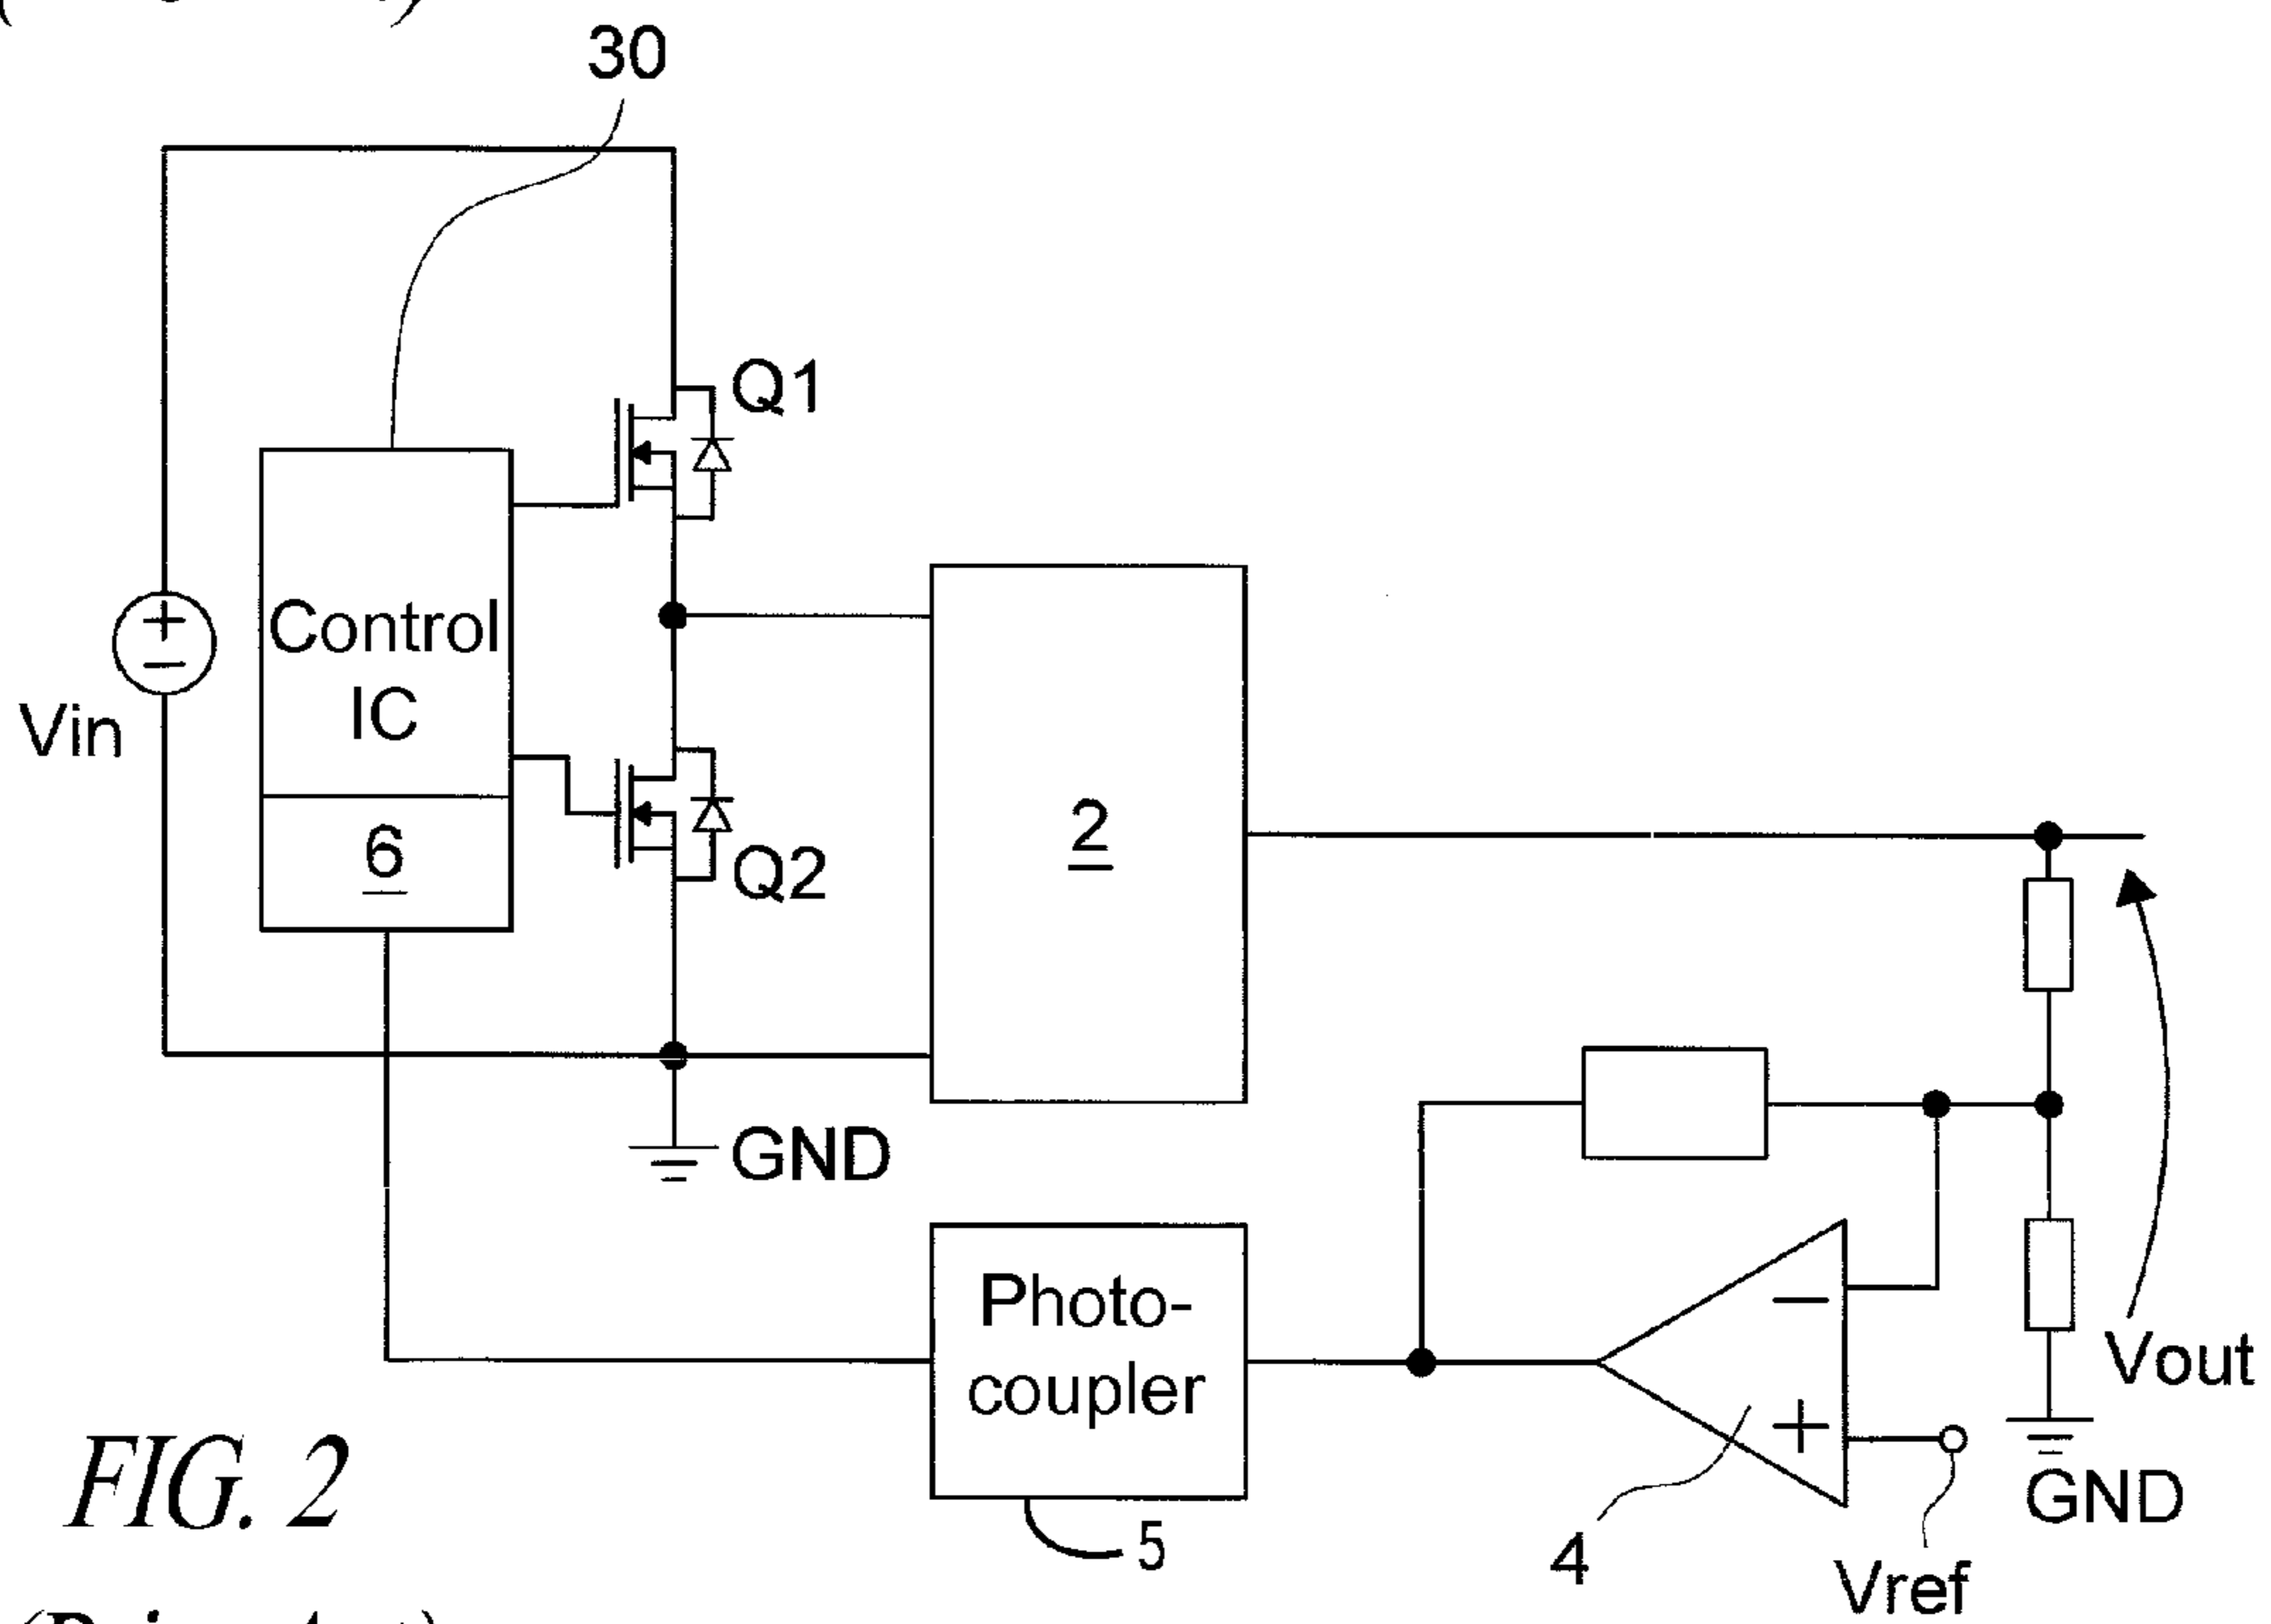 30
Q1
Control
IC
Vin
6
Q2
2
GND
Photo-
coupler
5
−
+
4
Vref
Vout
GND
+
−
FIG. 2